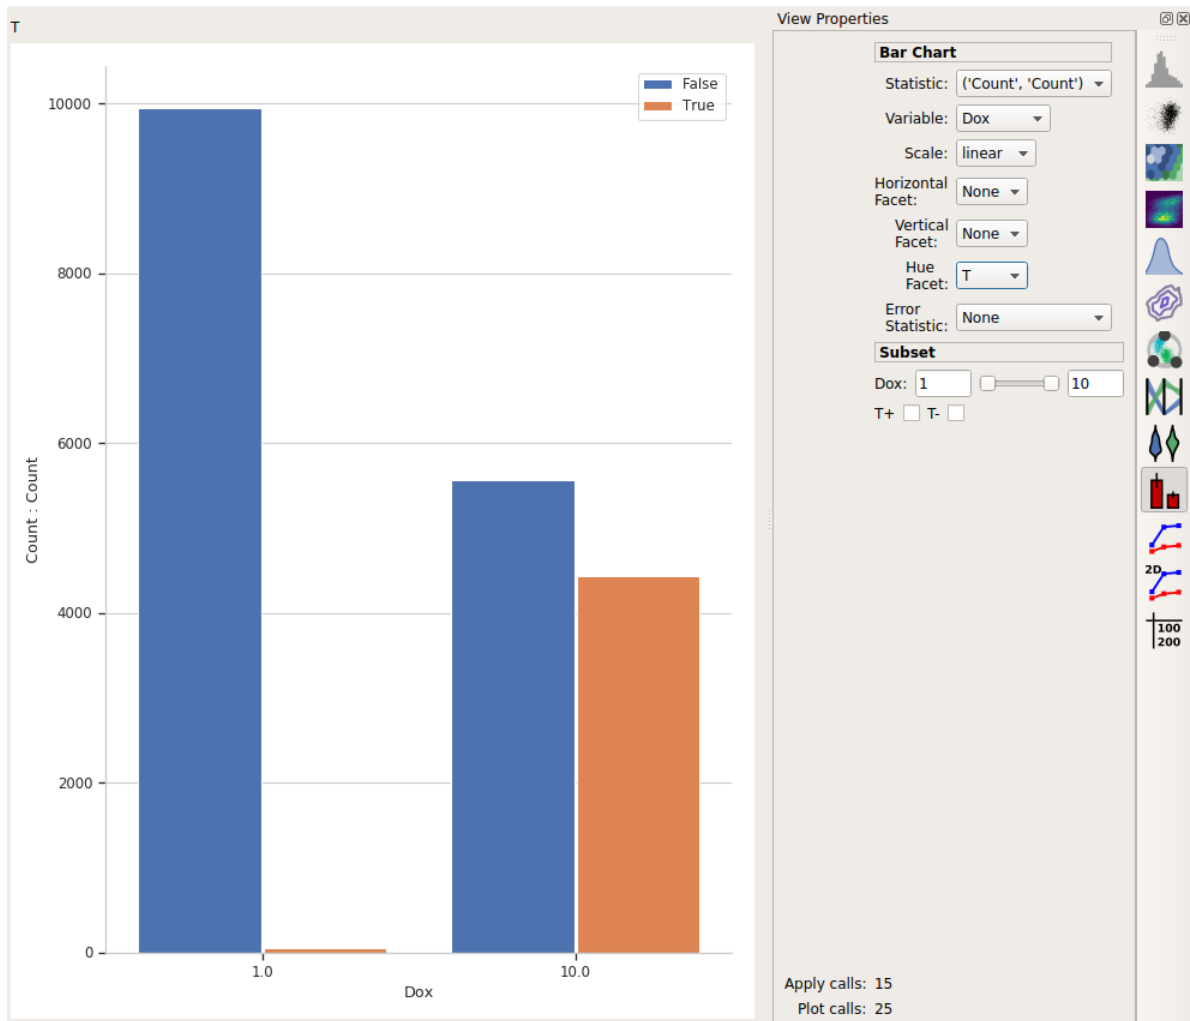 T
10000
8000
6000
4000
2000
0
Count : Count
False
True
1.0
10.0
Dox
View Properties
Bar Chart
Statistic: ('Count', 'Count')
Variable: Dox
Scale: linear
Horizontal
Facet: None
Vertical
Facet: None
Hue
Facet: T
Error
Statistic: None
Subset
Dox: 1 10
T+ T-
Apply calls: 15
Plot calls: 25
2D
100
200